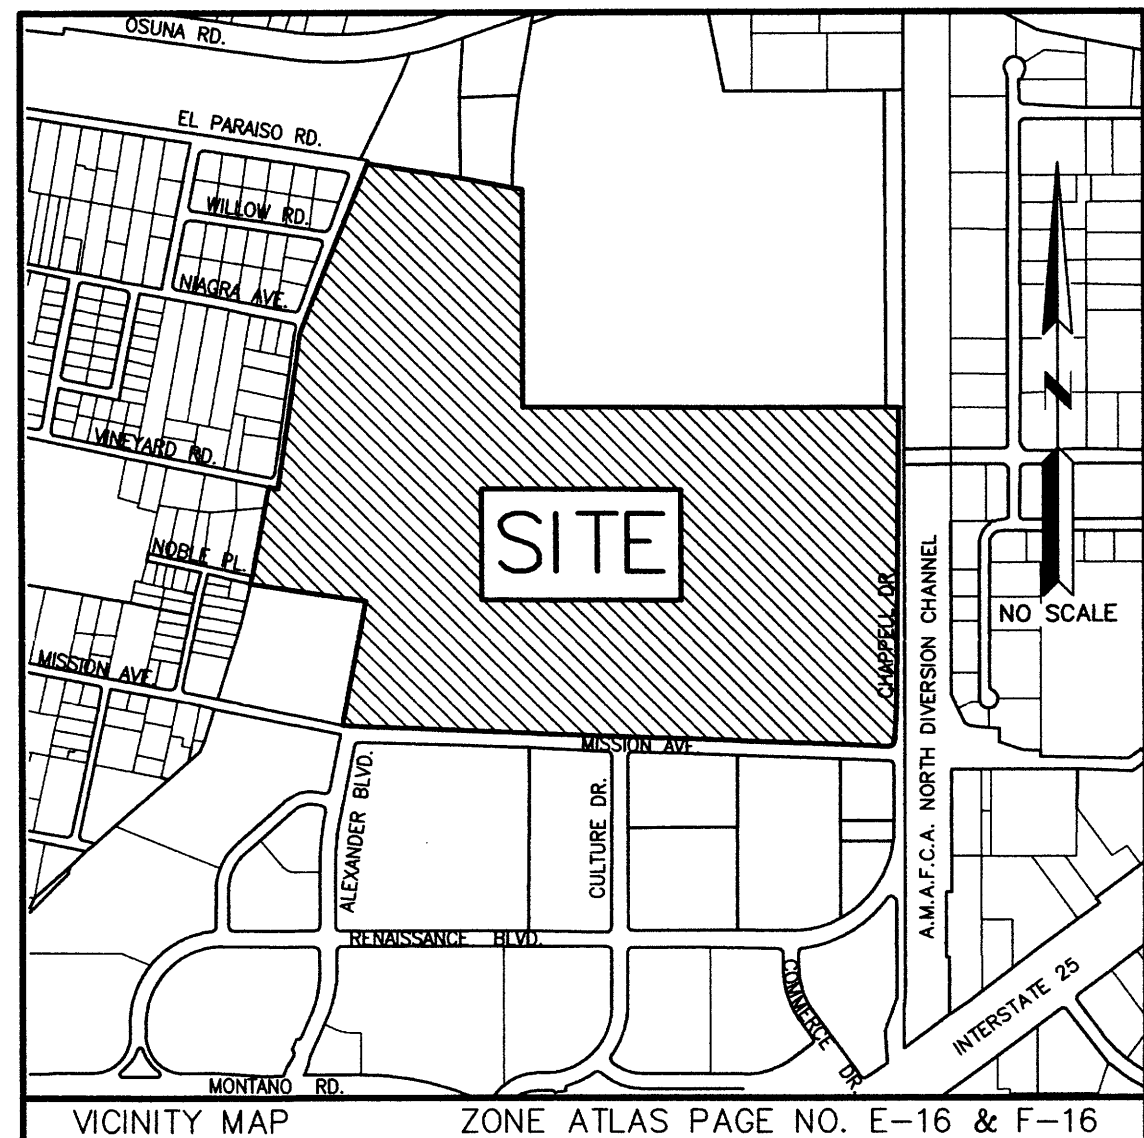 OSUNA RD.
EL PARAISO RD.
WILLOW RD.
NIAGRA AVE.
VINEYARD RD.
NOBLE PL.
MISSION AVE.
SITE
CHAPPELL DR.
A.M.A.F.C.A. NORTH DIVERSION CHANNEL
N
NO SCALE
MISSION AVE.
ALEXANDER BLVD.
CULTURE DR.
RENAISSANCE BLVD.
COMMERCE DR.
INTERSTATE 25
MONTANO RD.
VICINITY MAP
ZONE ATLAS PAGE NO. E-16 & F-16